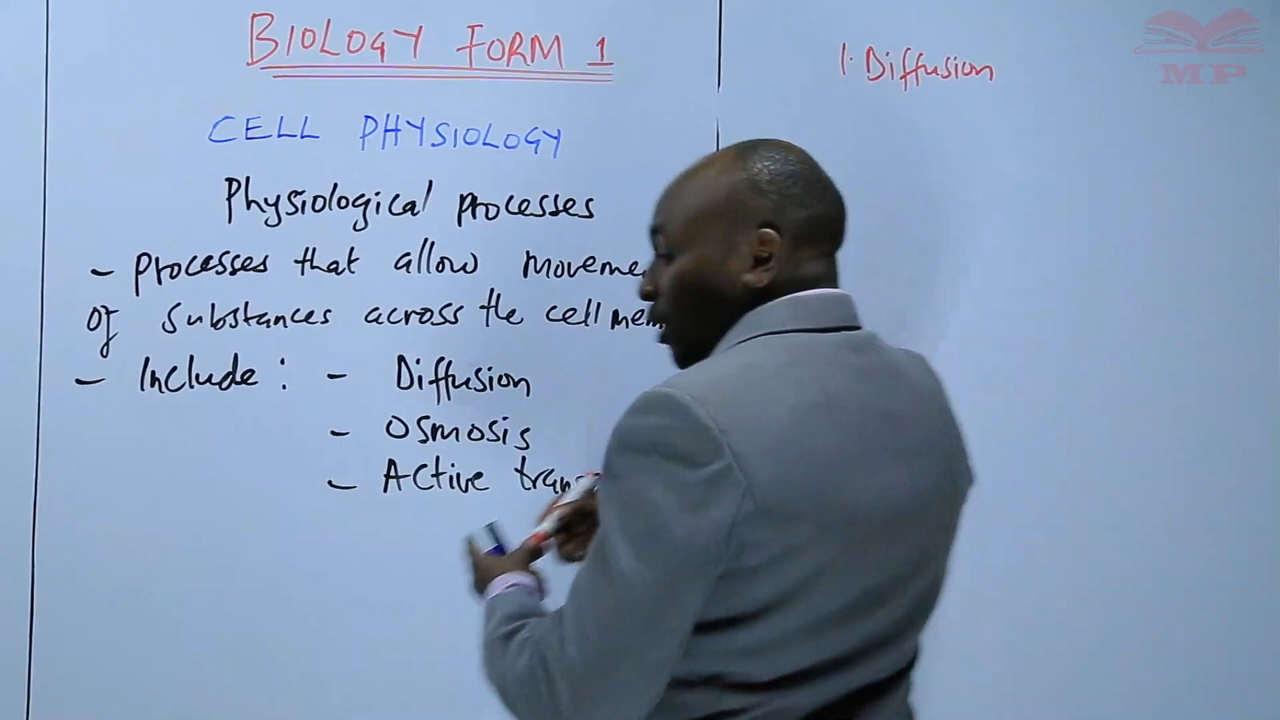 BIOLOGY FORM 1
CELL PHYSIOLOGY
Physiological processes
- Processes that allow
of substances across the cell
- Include : - Diffusion
- Osmosis
- Active
1. Diffusion
MP